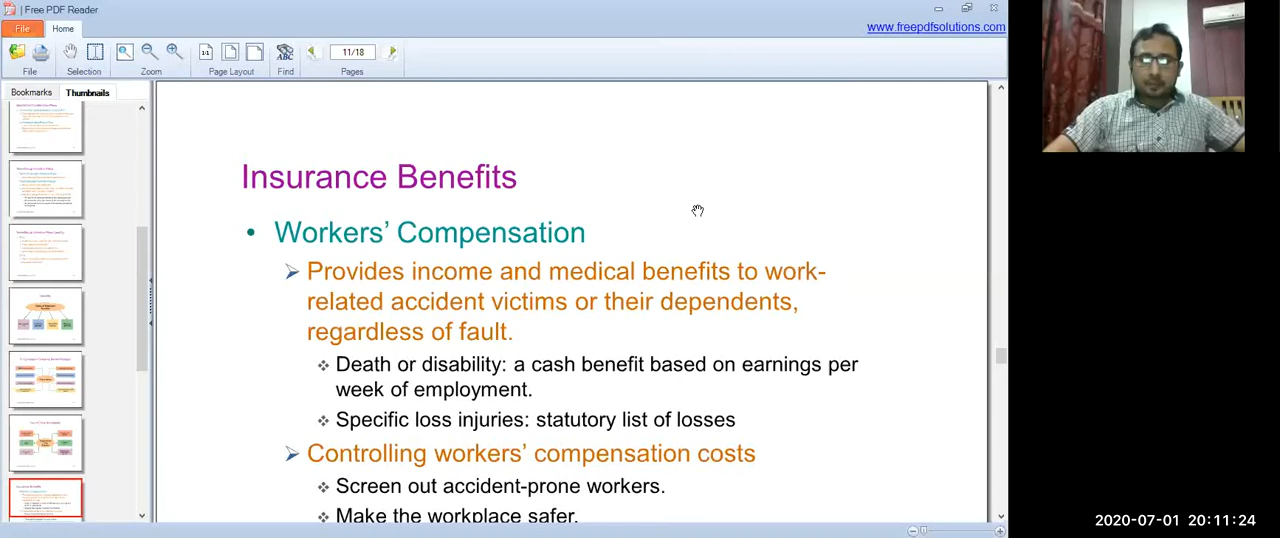 | Free PDF Reader
File Home
www.freepdfsolutions.com
1:1 ABC 11/18
File Selection Zoom Page Layout Find Pages
Bookmarks Thumbnails
Insurance Benefits
• Workers’ Compensation
➢ Provides income and medical benefits to work-
related accident victims or their dependents,
regardless of fault.
❖ Death or disability: a cash benefit based on earnings per
week of employment.
❖ Specific loss injuries: statutory list of losses
➢ Controlling workers’ compensation costs
❖ Screen out accident-prone workers.
❖ Make the workplace safer.
2020-07-01 20:11:24